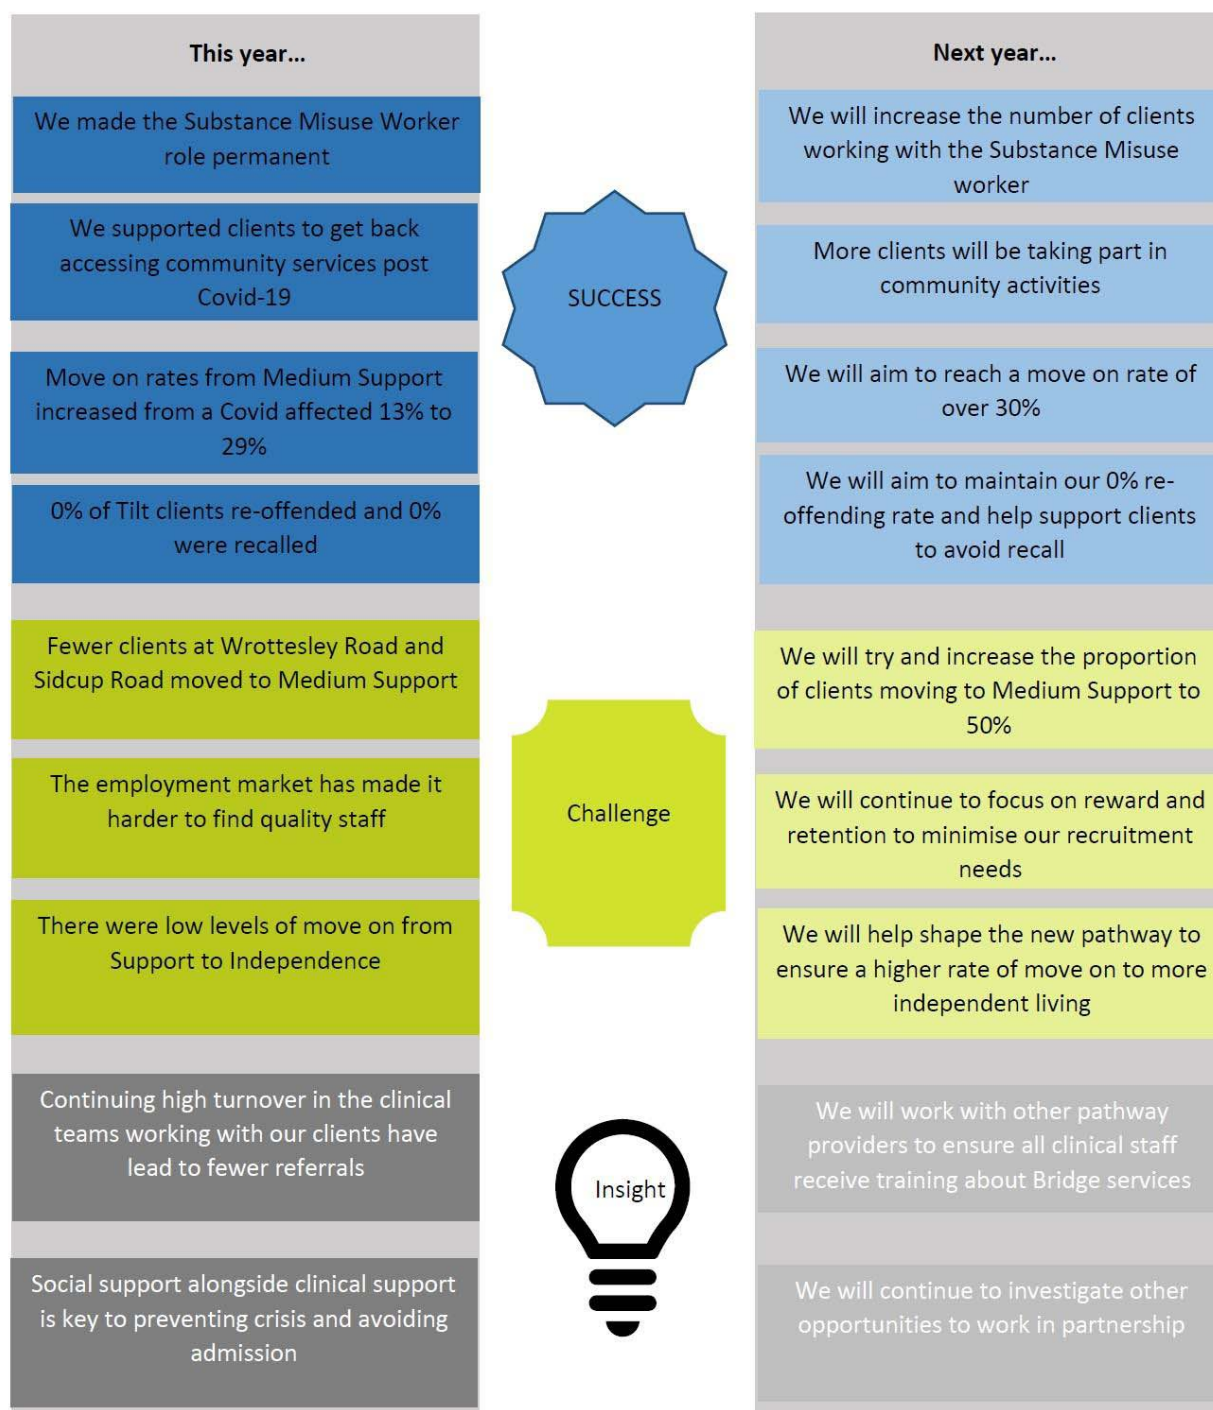 This year...
We made the Substance Misuse Worker
role permanent
We supported clients to get back
accessing community services post
Covid-19
Move on rates from Medium Support
increased from a Covid affected 13% to
29%
0% of Tilt clients re-offended and 0%
were recalled
Fewer clients at Wrottesley Road and
Sidcup Road moved to Medium Support
The employment market has made it
harder to find quality staff
There were low levels of move on from
Support to Independence
Continuing high turnover in the clinical
teams working with our clients have
lead to fewer referrals
Social support alongside clinical support
is key to preventing crisis and avoiding
admission
SUCCESS
Challenge
Insight
Next year...
We will increase the number of clients
working with the Substance Misuse
worker
More clients will be taking part in
community activities
We will aim to reach a move on rate of
over 30%
We will aim to maintain our 0% re-
offending rate and help support clients
to avoid recall
We will try and increase the proportion
of clients moving to Medium Support to
50%
We will continue to focus on reward and
retention to minimise our recruitment
needs
We will help shape the new pathway to
ensure a higher rate of move on to more
independent living
We will work with other pathway
providers to ensure all clinical staff
receive training about Bridge services
We will continue to investigate other
opportunities to work in partnership